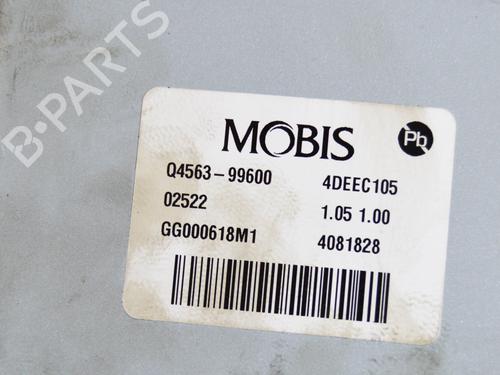 B-PARTS
MOBIS
Pb
Q4563-99600 4DEEC105
02522 1.05 1.00
GG000618M1 4081828